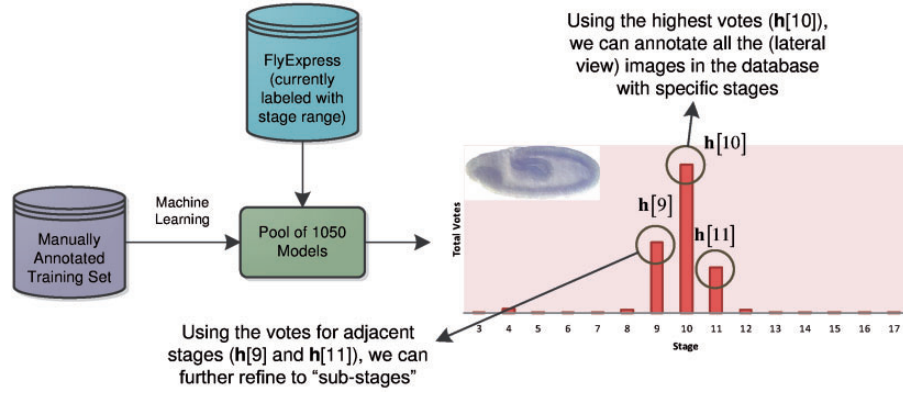 FlyExpress
(currently
labeled with
stage range)
Using the highest votes (h[10]),
we can annotate all the (lateral
view) images in the database
with specific stages
Manually
Annotated
Training Set
Machine
Learning
Pool of 1050
Models
Total Votes
h[9]
h[10]
h[11]
3 4 5 6 7 8 9 10 11 12 13 14 15 16 17
Stage
Using the votes for adjacent
stages (h[9] and h[11]), we can
further refine to “sub-stages”